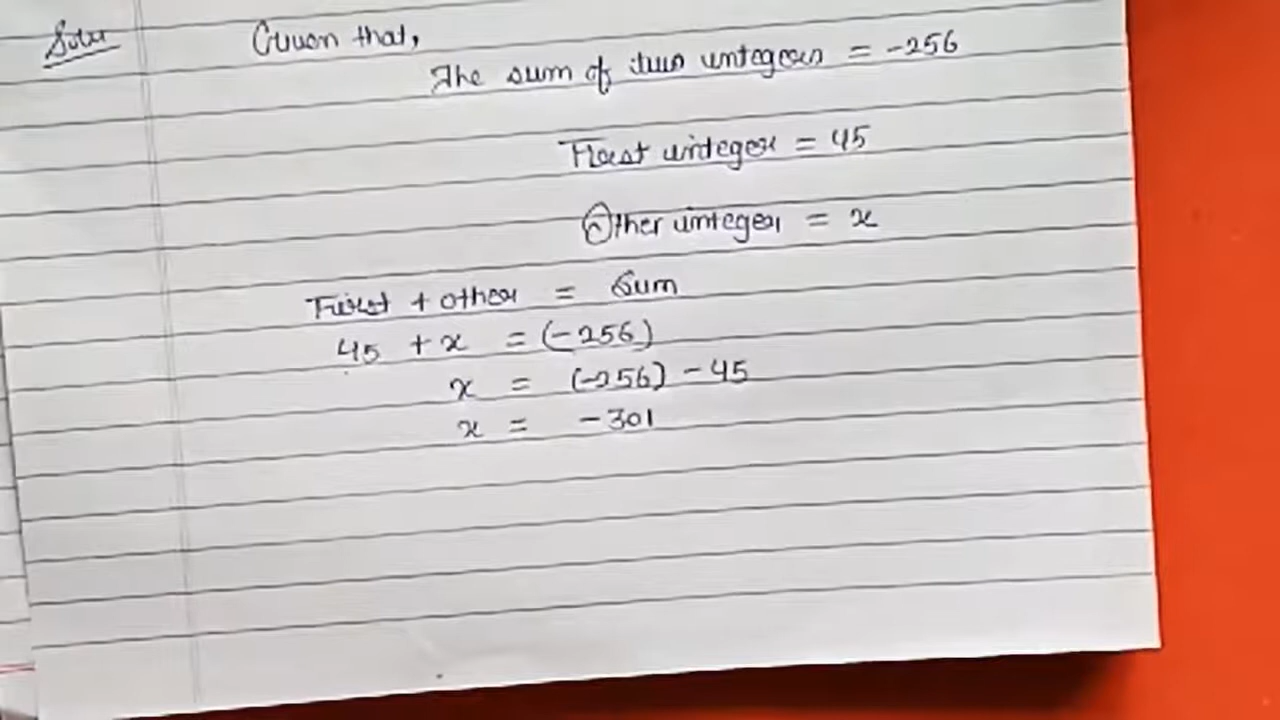 Soln Given that,
The sum of two integers = -256
First integer = 45
Other integer = x
First + other = Sum
45 + x = (-256)
x = (-256) - 45
x = -301